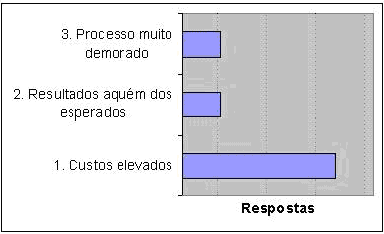 3. Processo muito
demorado
2. Resultados aquém dos
esperados
1. Custos elevados
Respostas